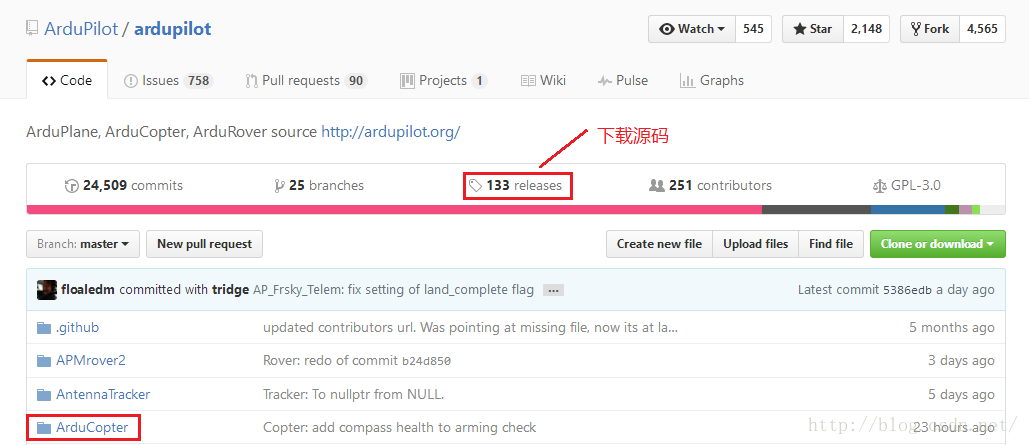 ArduPilot / ardupilot
Watch 545 Star 2,148 Fork 4,565
Code Issues 758 Pull requests 90 Projects 1 Wiki Pulse Graphs
ArduPlane, ArduCopter, ArduRover source http://ardupilot.org/
下载源码
24,509 commits 25 branches 133 releases 251 contributors GPL-3.0
Branch: master New pull request Create new file Upload files Find file Clone or download
floaledm committed with tridge AP_Frsky_Telem: fix setting of land_complete flag ... Latest commit 5386edb a day ago
.github updated contributors url. Was pointing at missing file, now its at la... 5 months ago
APMrover2 Rover: redo of commit b24d850 3 days ago
AntennaTracker Tracker: To nullptr from NULL. 5 days ago
ArduCopter Copter: add compass health to arming check 23 hours ago
http://blog.csdn.net/